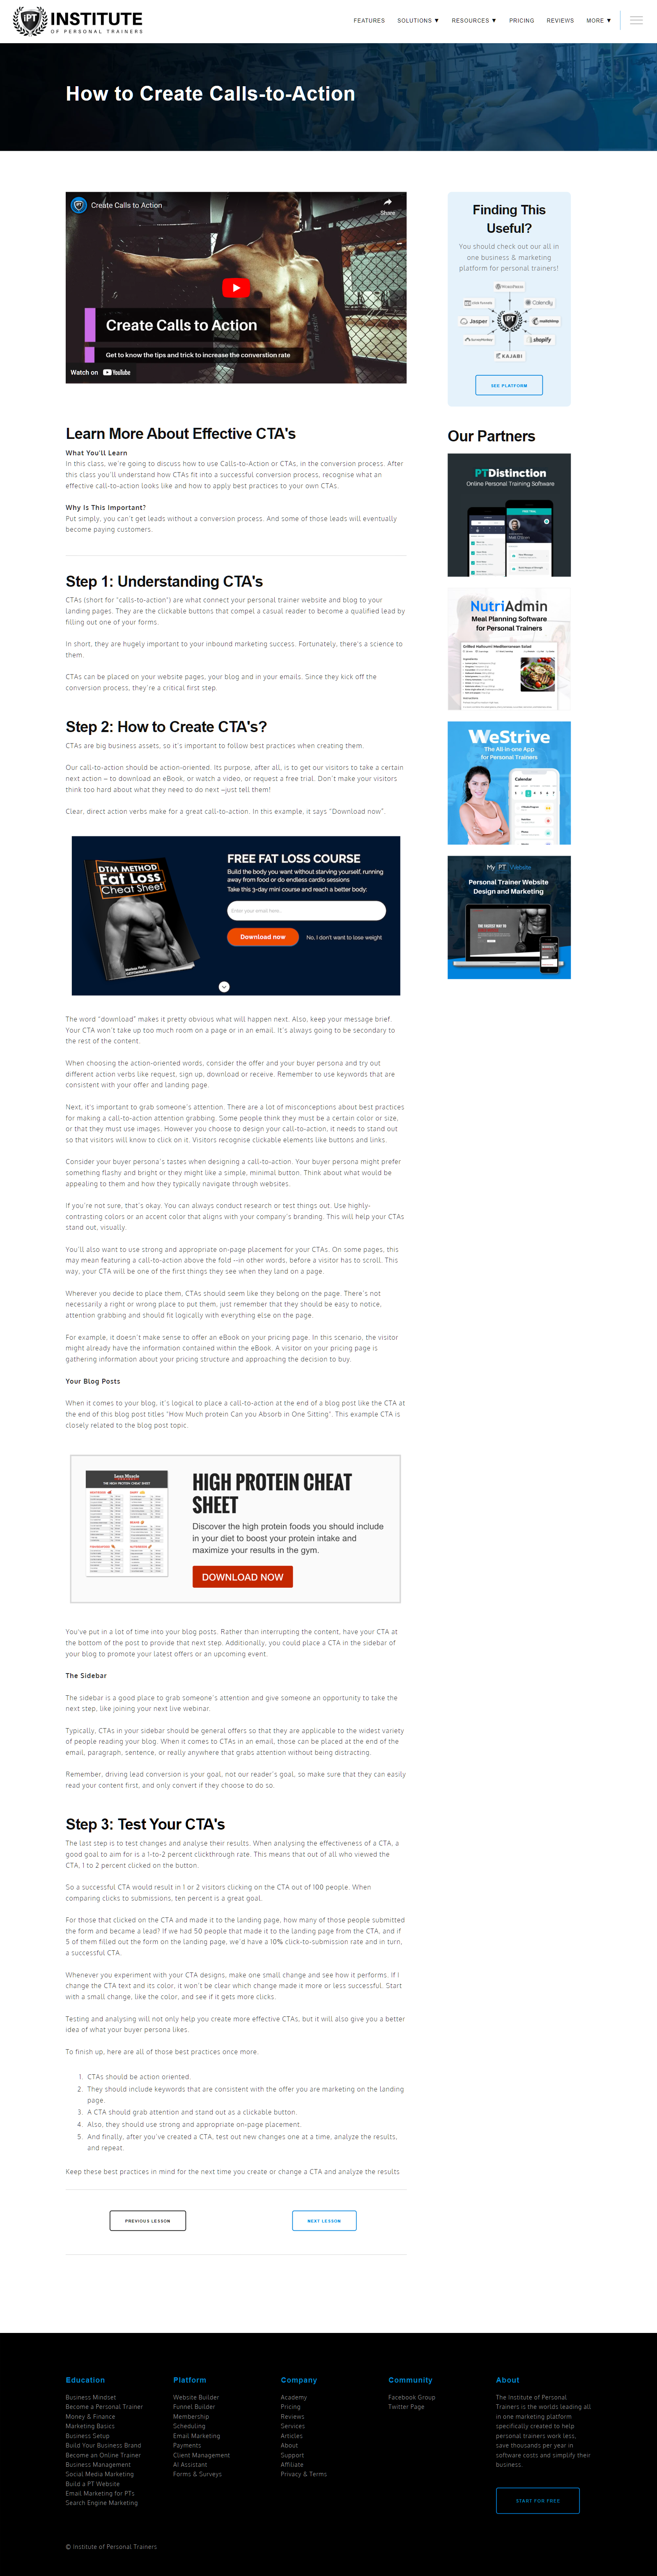 IPT INSTITUTE
OF PERSONAL TRAINERS
FEATURES SOLUTIONS ▼ RESOURCES ▼ PRICING REVIEWS MORE ▼
How to Create Calls-to-Action
Create Calls to Action
Share
Create Calls to Action
Get to know the tips and trick to increase the converstion rate
Watch on YouTube
Finding This
Useful?
You should check out our all in
one business & marketing
platform for personal trainers!
Calendly
Jasper
mailchimp
shopify
KAJABI
SEE PLATFORM
Our Partners
PTDistinction
Online Personal Training Software
NutriAdmin
Meal Planning Software
for Personal Trainers
Grilled Halloumi Mediterranean Salad
WeStrive
The All in one App
for Personal Trainers
Calendar
My PT Website
Personal Trainer Website
Design and Marketing
Learn More About Effective CTA's
What You'll Learn
In this class, we're going to discuss how to use Calls-to-Action or CTAs, in the conversion process. After
this class you'll understand how CTAs fit into a successful conversion process, recognise what an
effective call-to-action looks like and how to apply best practices to your own CTAs.
Why Is This Important?
Put simply, you can't get leads without a conversion process. And some of those leads will eventually
become paying customers.
Step 1: Understanding CTA's
CTAs (short for "calls-to-action") are what connect your personal trainer website and blog to your
landing pages. They are the clickable buttons that compel a casual reader to become a qualified lead by
filling out one of your forms.
In short, they are hugely important to your inbound marketing success. Fortunately, there's a science to
them.
CTAs can be placed on your website pages, your blog and in your emails. Since they kick off the
conversion process, they're a critical first step.
Step 2: How to Create CTA's?
CTAs are big business assets, so it's important to follow best practices when creating them.
Our call-to-action should be action-oriented. Its purpose, after all, is to get our visitors to take a certain
next action – to download an eBook, or watch a video, or request a free trial. Don't make your visitors
think too hard about what they need to do next –just tell them!
Clear, direct action verbs make for a great call-to-action. In this example, it says "Download now".
DTM METHOD
Fat Loss
Cheat Sheet!
FREE FAT LOSS COURSE
Build the body you want without starving yourself, running
away from food or doing endless cardio sessions
Take this 3-day mini course and reach for a better body:
Enter your email here...
Download now No, I don't want to lose weight
The word "download" makes it pretty obvious what will happen next. Also, keep your message brief.
Your CTA won't take up too much room on a page or in an email. It's always going to be secondary to
the rest of the content.
When choosing the action-oriented words, consider the offer and your buyer persona and try out
different action verbs like request, sign up, download or receive. Remember to use keywords that are
consistent with your offer and landing page.
Next, it's important to grab someone's attention. There are a lot of misconceptions about best practices
for making a call-to-action attention grabbing. Some people think they must be a certain color or size,
or that they must use images. However you choose to design your call-to-action, it needs to stand out
so that visitors will know to click on it. Visitors recognise clickable elements like buttons and links.
Consider your buyer persona's tastes when designing a call-to-action. Your buyer persona might prefer
something flashy and bright or they might like a simple, minimal button. Think about what would be
appealing to them and how they typically navigate through websites.
If you're not sure, that's okay. You can always conduct research or test things out. Use highly-
contrasting colors or an accent color that aligns with your company's branding. This will help your CTAs
stand out, visually.
You'll also want to use strong and appropriate on-page placement for your CTAs. On some pages, this
may mean featuring a call-to-action above the fold —in other words, before a visitor has to scroll. This
way, your CTA will be one of the first things they see when they land on a page.
Wherever you decide to place them, CTAs should seem like they belong on the page. There's not
necessarily a right or wrong place to put them, just remember that they should be easy to notice,
attention grabbing and should fit logically with everything else on the page.
For example, it doesn't make sense to offer an eBook on your pricing page. In this scenario, the visitor
might already have the information contained within the eBook. A visitor on your pricing page is
gathering information about your pricing structure and approaching the decision to buy.
Your Blog Posts
When it comes to your blog, it's logical to place a call-to-action at the end of a blog post like the CTA at
the end of this blog post titles "How Much protein Can you Absorb in One Sitting". This example CTA is
closely related to the blog post topic.
HIGH PROTEIN CHEAT
SHEET
Discover the high protein foods you should include
in your diet to boost your protein intake and
maximize your results in the gym.
DOWNLOAD NOW
You've put in a lot of time into your blog posts. Rather than interrupting the content, have your CTA at
the bottom of the post to provide that next step. Additionally, you could place a CTA in the sidebar of
your blog to promote your latest offers or an upcoming event.
The Sidebar
The sidebar is a good place to grab someone's attention and give someone an opportunity to take the
next step, like joining your next live webinar.
Typically, CTAs in your sidebar should be general offers so that they are applicable to the widest variety
of people reading your blog. When it comes to CTAs in an email, those can be placed at the end of the
email, paragraph, sentence, or really anywhere that grabs attention without being distracting.
Remember, driving lead conversion is your goal, not our reader's goal, so make sure that they can easily
read your content first, and only convert if they choose to do so.
Step 3: Test Your CTA's
The last step is to test changes and analyse their results. When analysing the effectiveness of a CTA, a
good goal to aim for is a 1-to-2 percent clickthrough rate. This means that out of all who viewed the
CTA, 1 to 2 percent clicked on the button.
So a successful CTA would result in 1 or 2 visitors clicking on the CTA out of 100 people. When
comparing clicks to submissions, ten percent is a great goal.
For those that clicked on the CTA and made it to the landing page, how many of those people submitted
the form and became a lead? If we had 50 people that made it to the landing page from the CTA, and if
5 of them filled out the form on the landing page, we'd have a 10% click-to-submission rate and in turn,
a successful CTA.
Whenever you experiment with your CTA designs, make one small change and see how it performs. If I
change the CTA text and its color, it won't be clear which change made it more or less successful. Start
with a small change, like the color, and see if it gets more clicks.
Testing and analysing will not only help you create more effective CTAs, but it will also give you a better
idea of what your buyer persona likes.
To finish up, here are all of those best practices once more.
1. CTAs should be action oriented.
2. They should include keywords that are consistent with the offer you are marketing on the landing
page.
3. A CTA should grab attention and stand out as a clickable button.
4. Also, they should use strong and appropriate on-page placement.
5. And finally, after you've created a CTA, test out new changes one at a time, analyze the results,
and repeat.
Keep these best practices in mind for the next time you create or change a CTA and analyze the results
PREVIOUS LESSON NEXT LESSON
Education
Business Mindset
Become a Personal Trainer
Money & Finance
Marketing Basics
Business Setup
Build Your Business Brand
Become an Online Trainer
Business Management
Social Media Marketing
Build a PT Website
Email Marketing for PTs
Search Engine Marketing
Platform
Website Builder
Funnel Builder
Membership
Scheduling
Email Marketing
Payments
Client Management
AI Assistant
Forms & Surveys
Company
Academy
Pricing
Reviews
Services
Articles
About
Support
Affiliate
Privacy & Terms
Community
Facebook Group
Twitter Page
About
The Institute of Personal
Trainers is the worlds leading all
in one marketing platform
specifically created to help
personal trainers work less,
save thousands per year in
software costs and simplify their
business.
START FOR FREE
© Institute of Personal Trainers